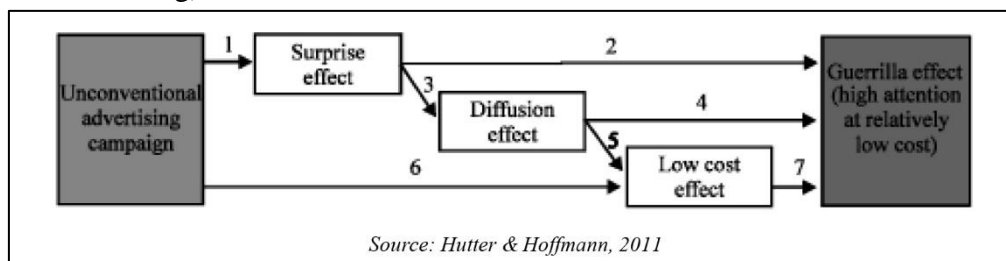 1
Surprise
effect
2
3
Unconventional
advertising
campaign
Diffusion
effect
4
5
6
Low cost
effect
7
Guerrilla effect
(high attention
at relatively
low cost)
Source: Hutter & Hoffmann, 2011